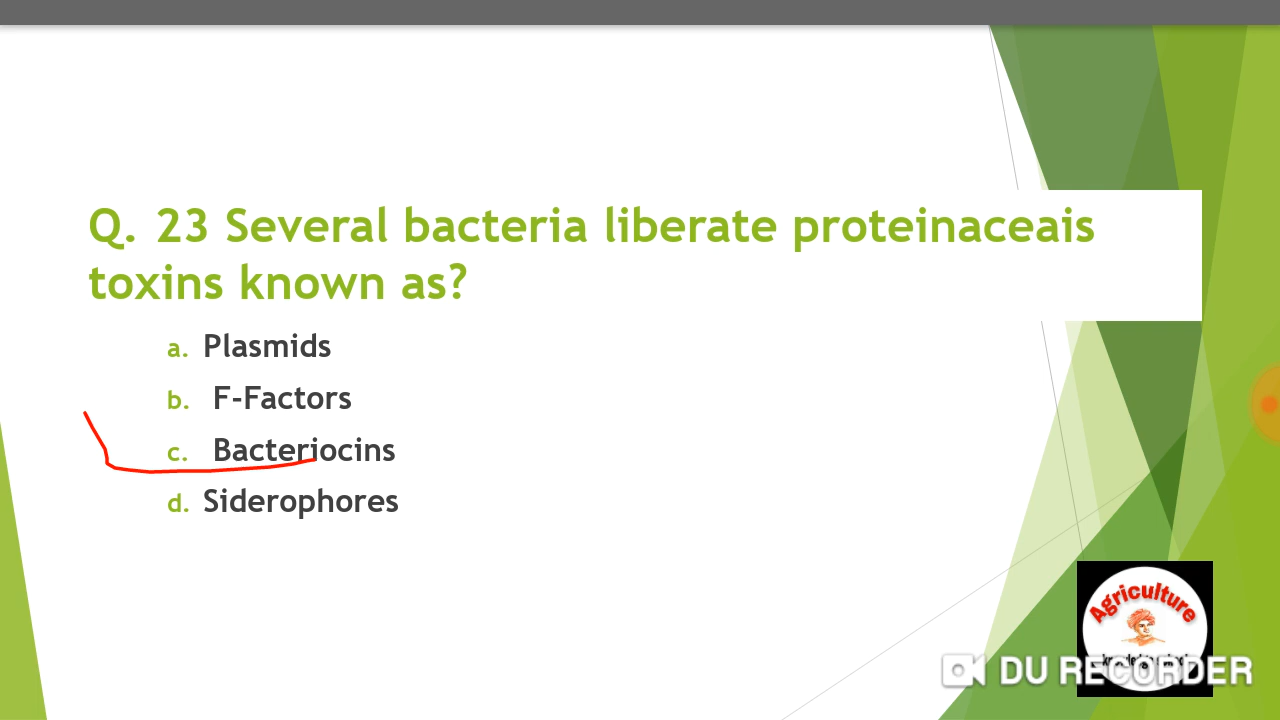 Q. 23 Several bacteria liberate proteinaceais
toxins known as?
a. Plasmids
b. F-Factors
c. Bacteriocins
d. Siderophores
Agriculture
DU RECORDER